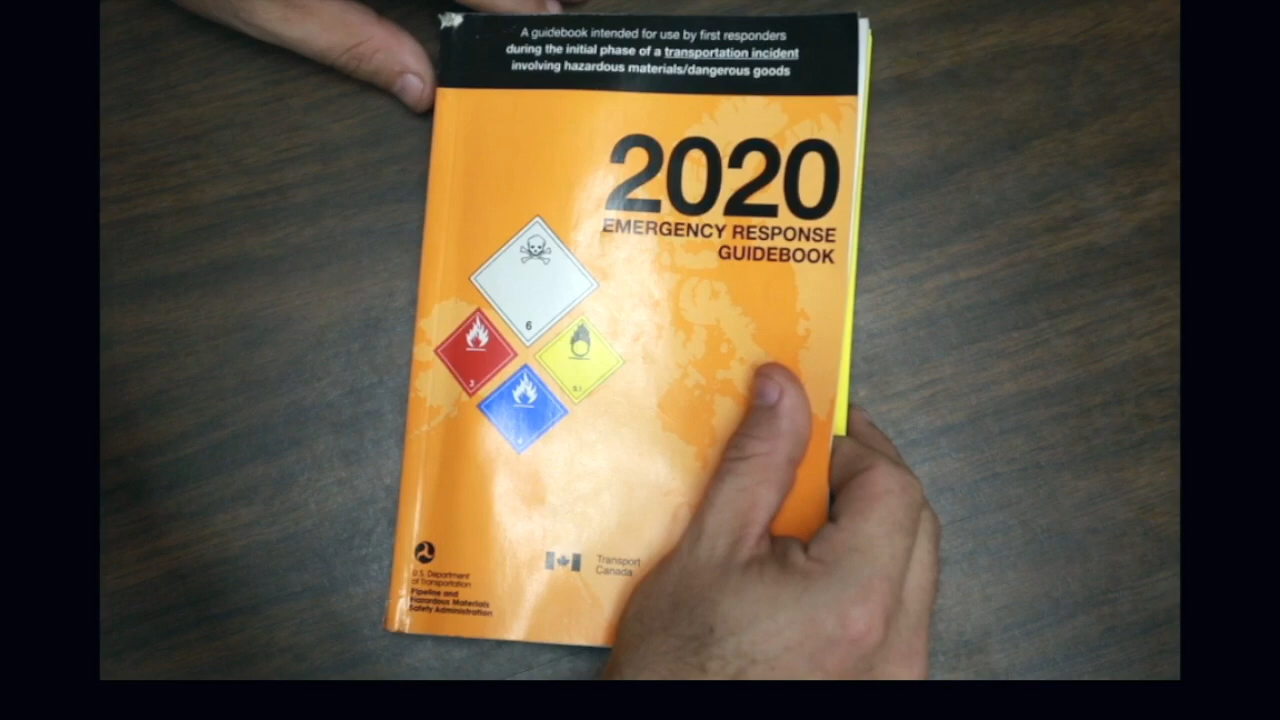 A guidebook intended for use by first responders
during the initial phase of a transportation incident
involving hazardous materials/dangerous goods
2020
EMERGENCY RESPONSE
GUIDEBOOK
6
3
5.1
4
U.S. Department
of Transportation
Pipeline and
Hazardous Materials
Safety Administration
Transport
Canada